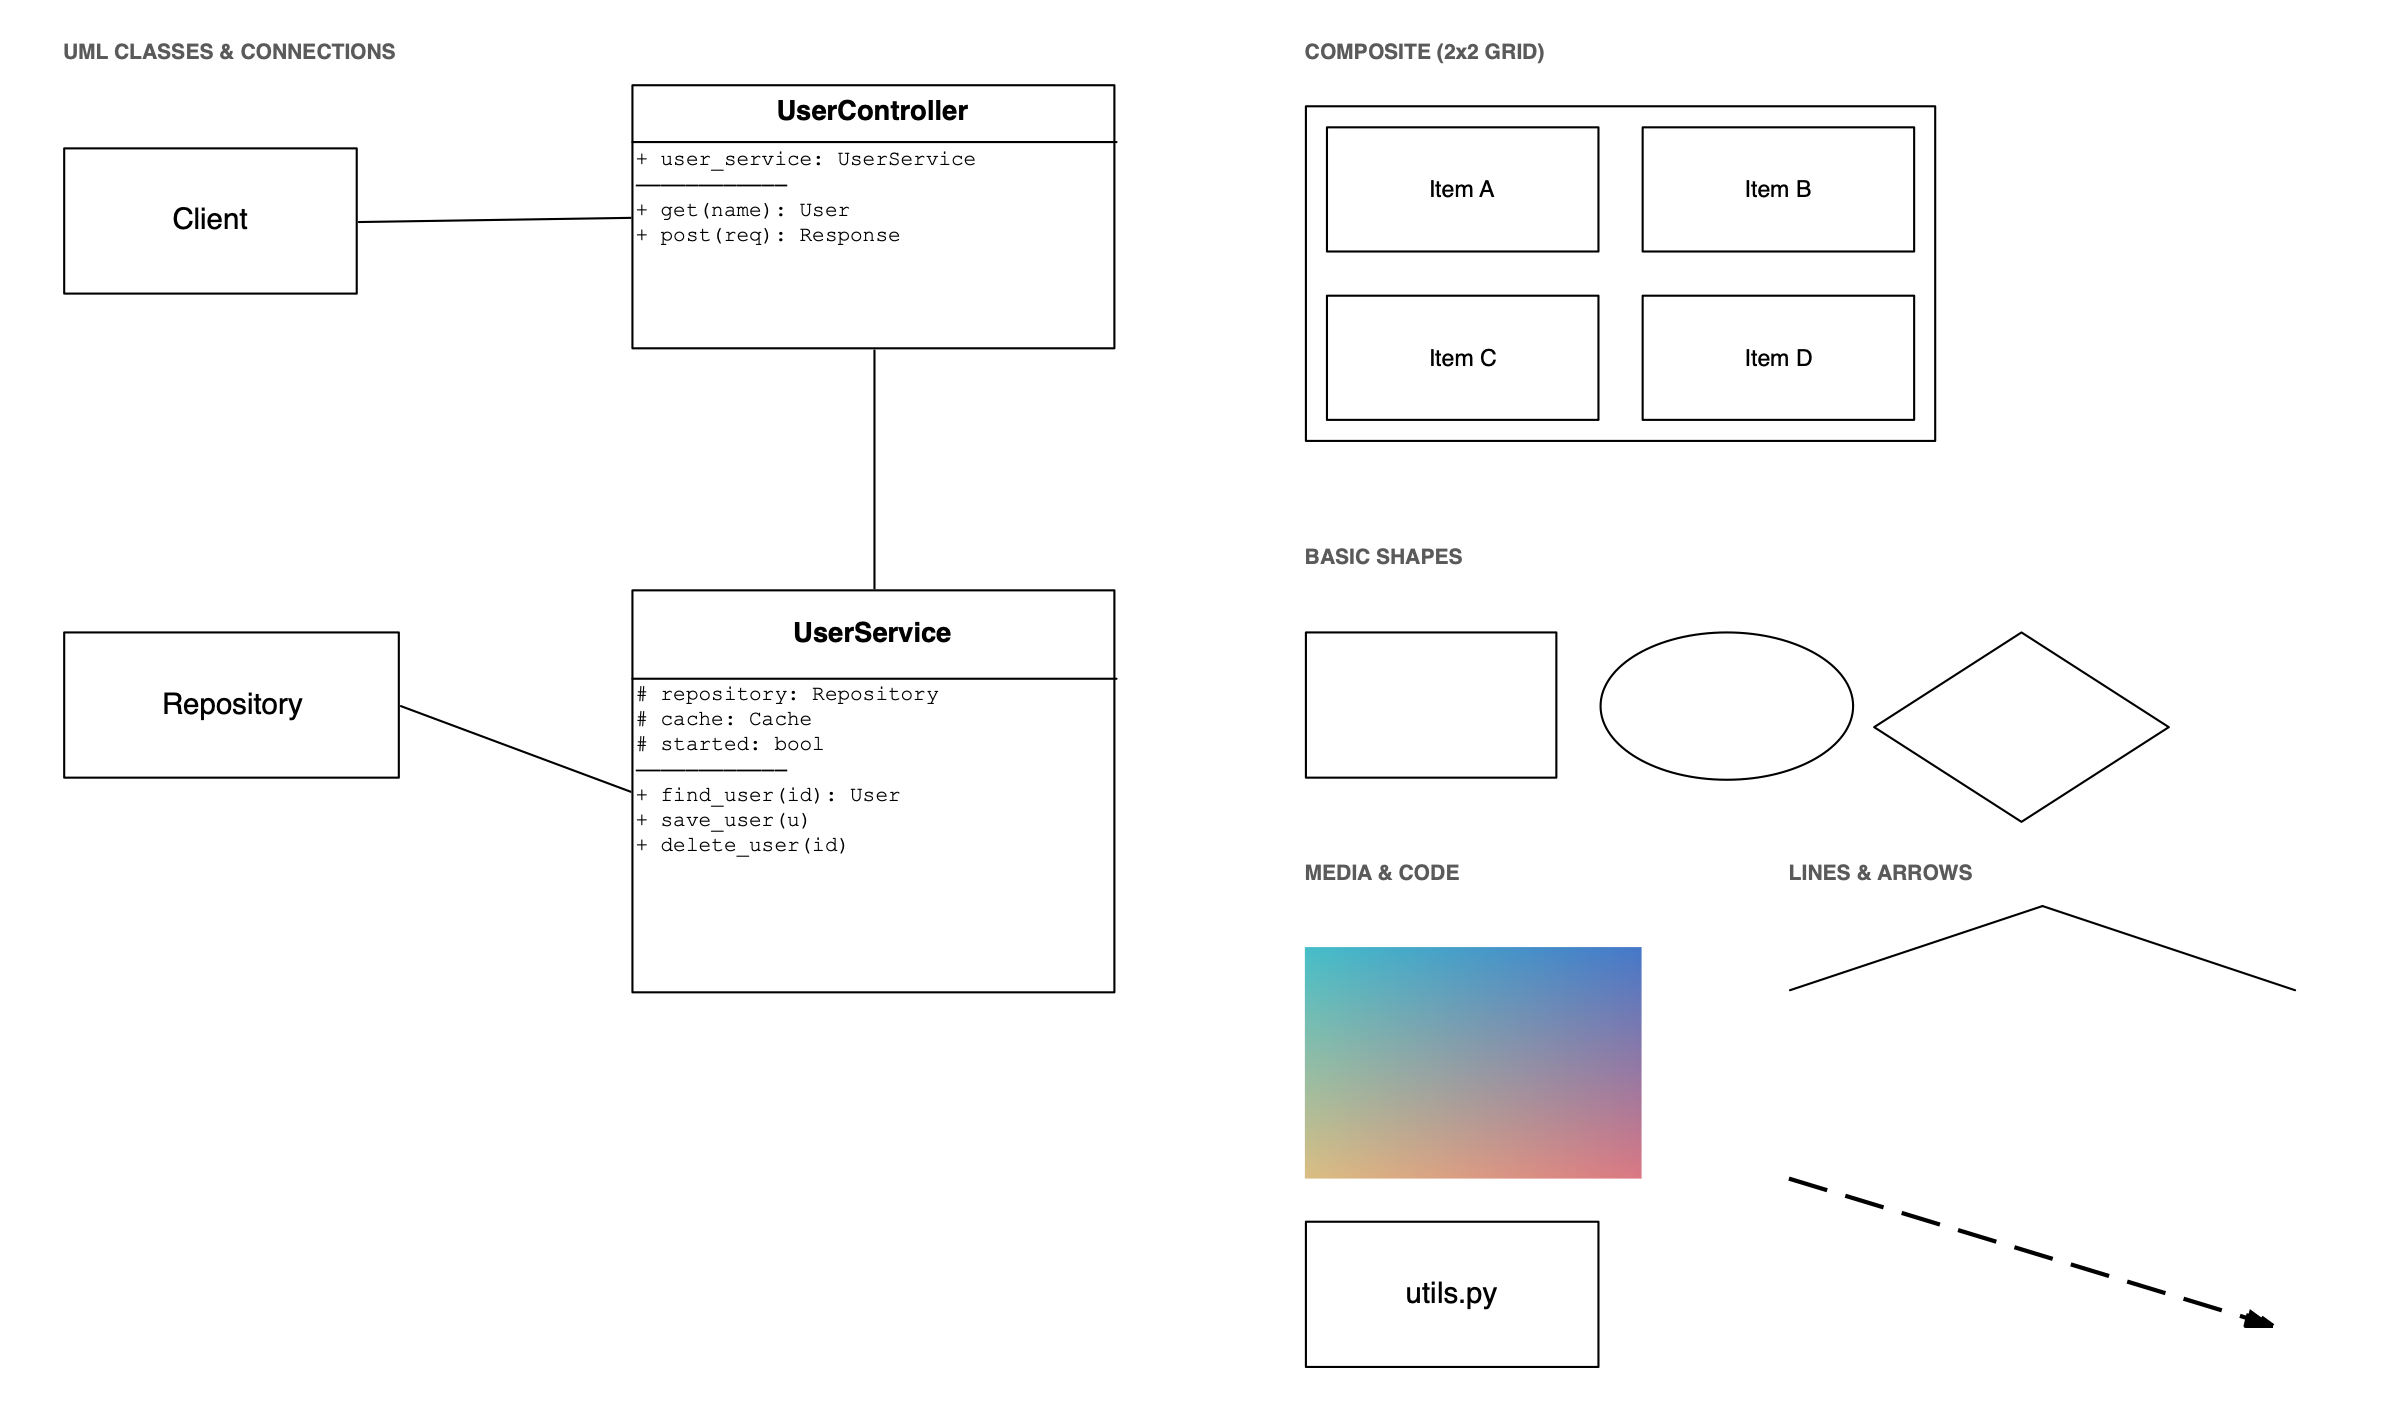 UML CLASSES & CONNECTIONS
Client
UserController
+ user_service: UserService
────────────
+ get(name): User
+ post(req): Response
Repository
UserService
# repository: Repository
# cache: Cache
# started: bool
────────────
+ find_user(id): User
+ save_user(u)
+ delete_user(id)
COMPOSITE (2x2 GRID)
Item A
Item B
Item C
Item D
BASIC SHAPES
MEDIA & CODE
utils.py
LINES & ARROWS